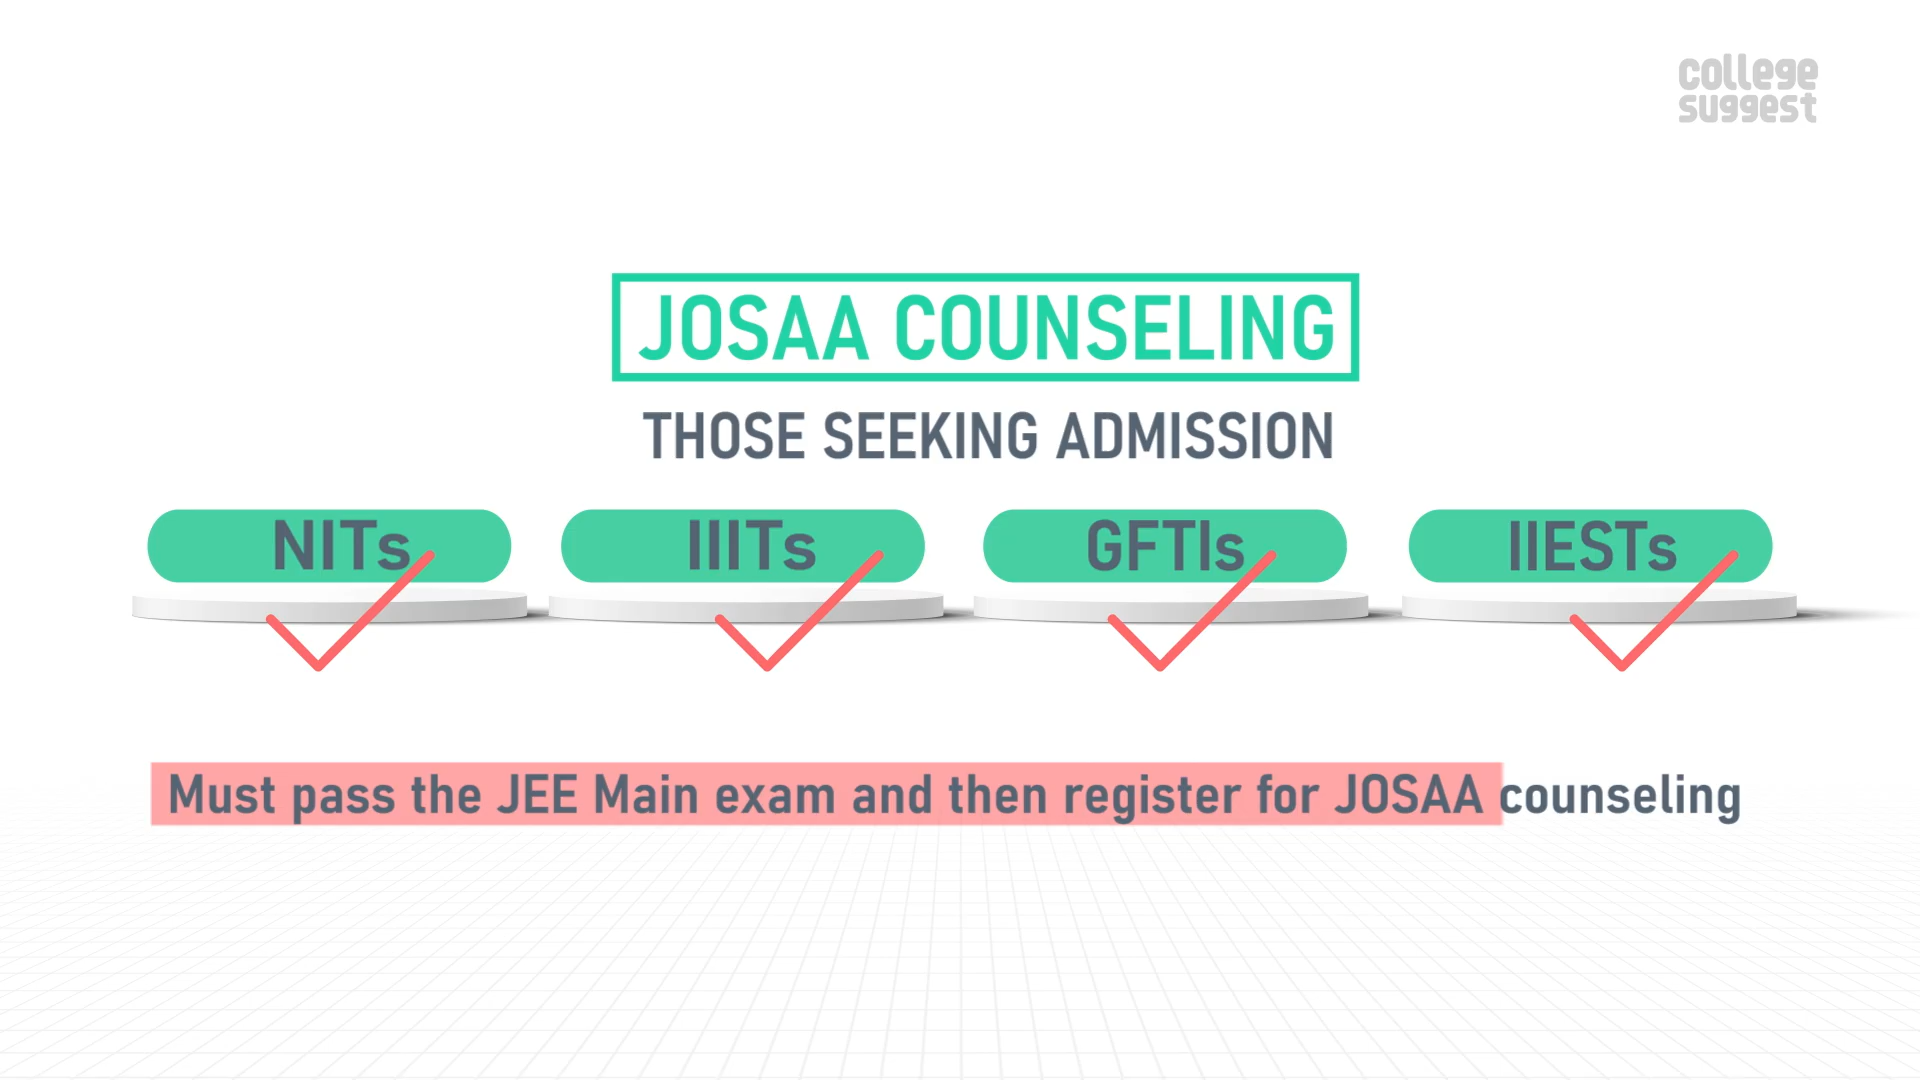 college
suggest
JOSAA COUNSELING
THOSE SEEKING ADMISSION
NITs
IIITs
GFTIs
IIESTs
Must pass the JEE Main exam and then register for JOSAA counseling